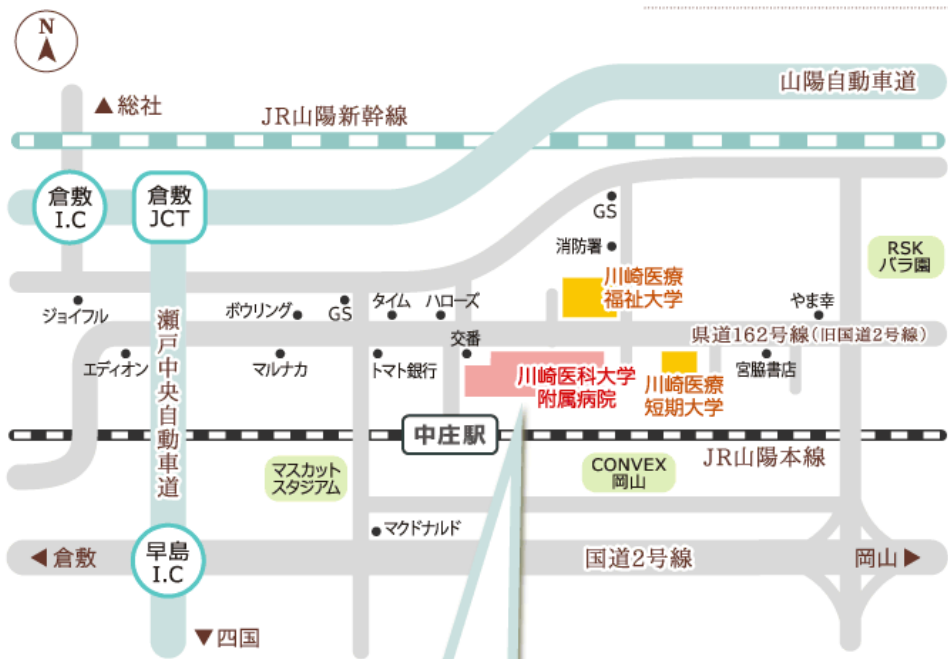 N
山陽自動車道
▲総社
JR山陽新幹線
倉敷
I.C
倉敷
JCT
GS
消防署
RSK
バラ園
川崎医療
福祉大学
ジョイフル
ボウリング
GS
タイム
ハローズ
やま幸
県道162号線(旧国道2号線)
交番
エディオン
マルナカ
トマト銀行
宮脇書店
瀬戸中央自動車道
川崎医科大学
附属病院
川崎医療
短期大学
中庄駅
JR山陽本線
マスカット
スタジアム
CONVEX
岡山
マクドナルド
◀倉敷
早島
I.C
国道2号線
岡山▶
▼四国